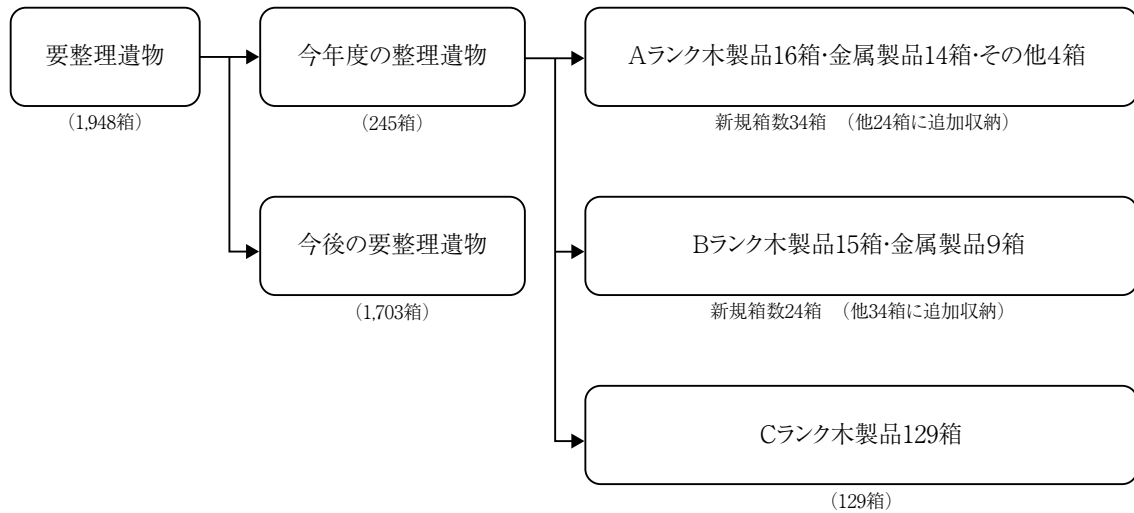 要整理遺物
(1,948箱)
今年度の整理遺物
(245箱)
今後の要整理遺物
(1,703箱)
Aランク木製品16箱・金属製品14箱・その他4箱
新規箱数34箱　(他24箱に追加収納)
Bランク木製品15箱・金属製品9箱
新規箱数24箱　(他34箱に追加収納)
Cランク木製品129箱
(129箱)